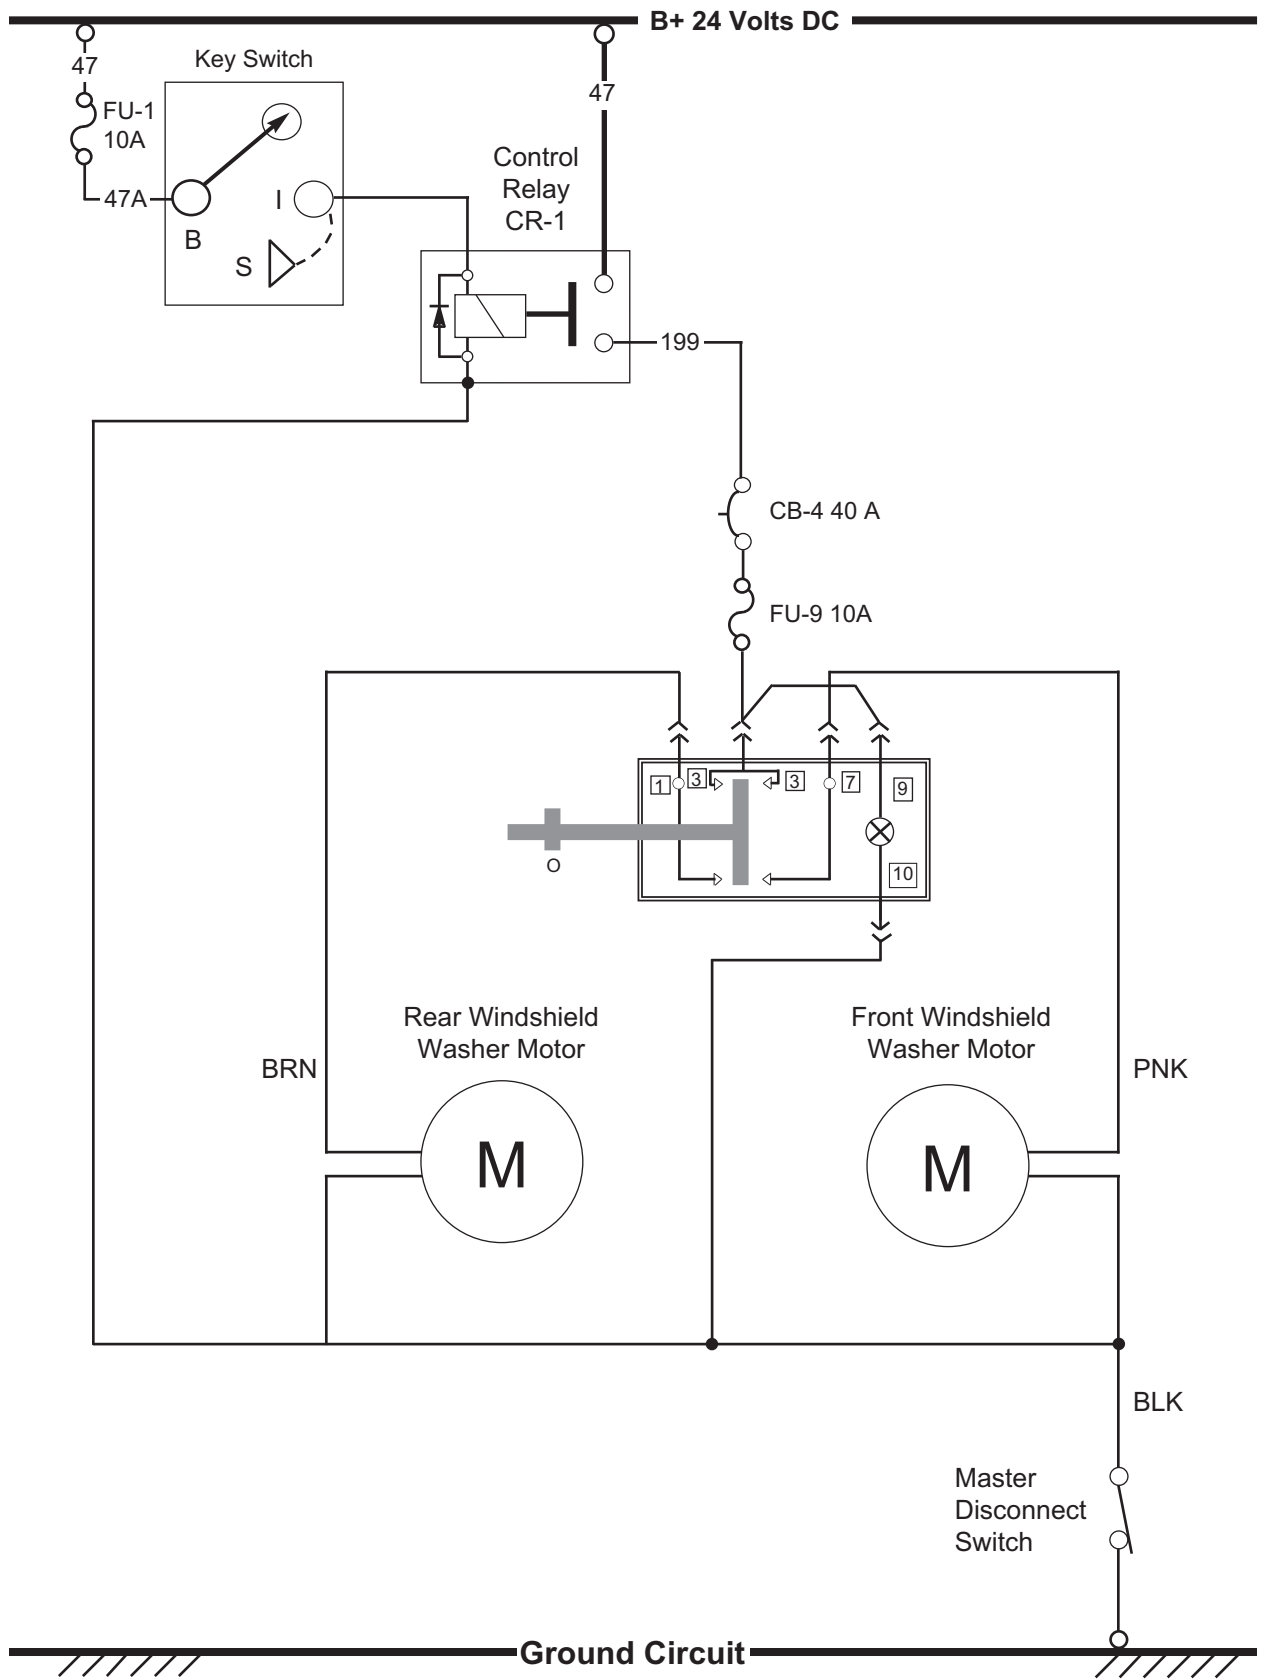 B+ 24 Volts DC
47
Key Switch
47
FU-1
10A
Control
Relay
CR-1
47A
B
I
S
199
CB-4 40 A
FU-9 10A
1
3
3
7
9
O
10
Rear Windshield
Washer Motor
Front Windshield
Washer Motor
BRN
PNK
M
M
BLK
Master
Disconnect
Switch
Ground Circuit